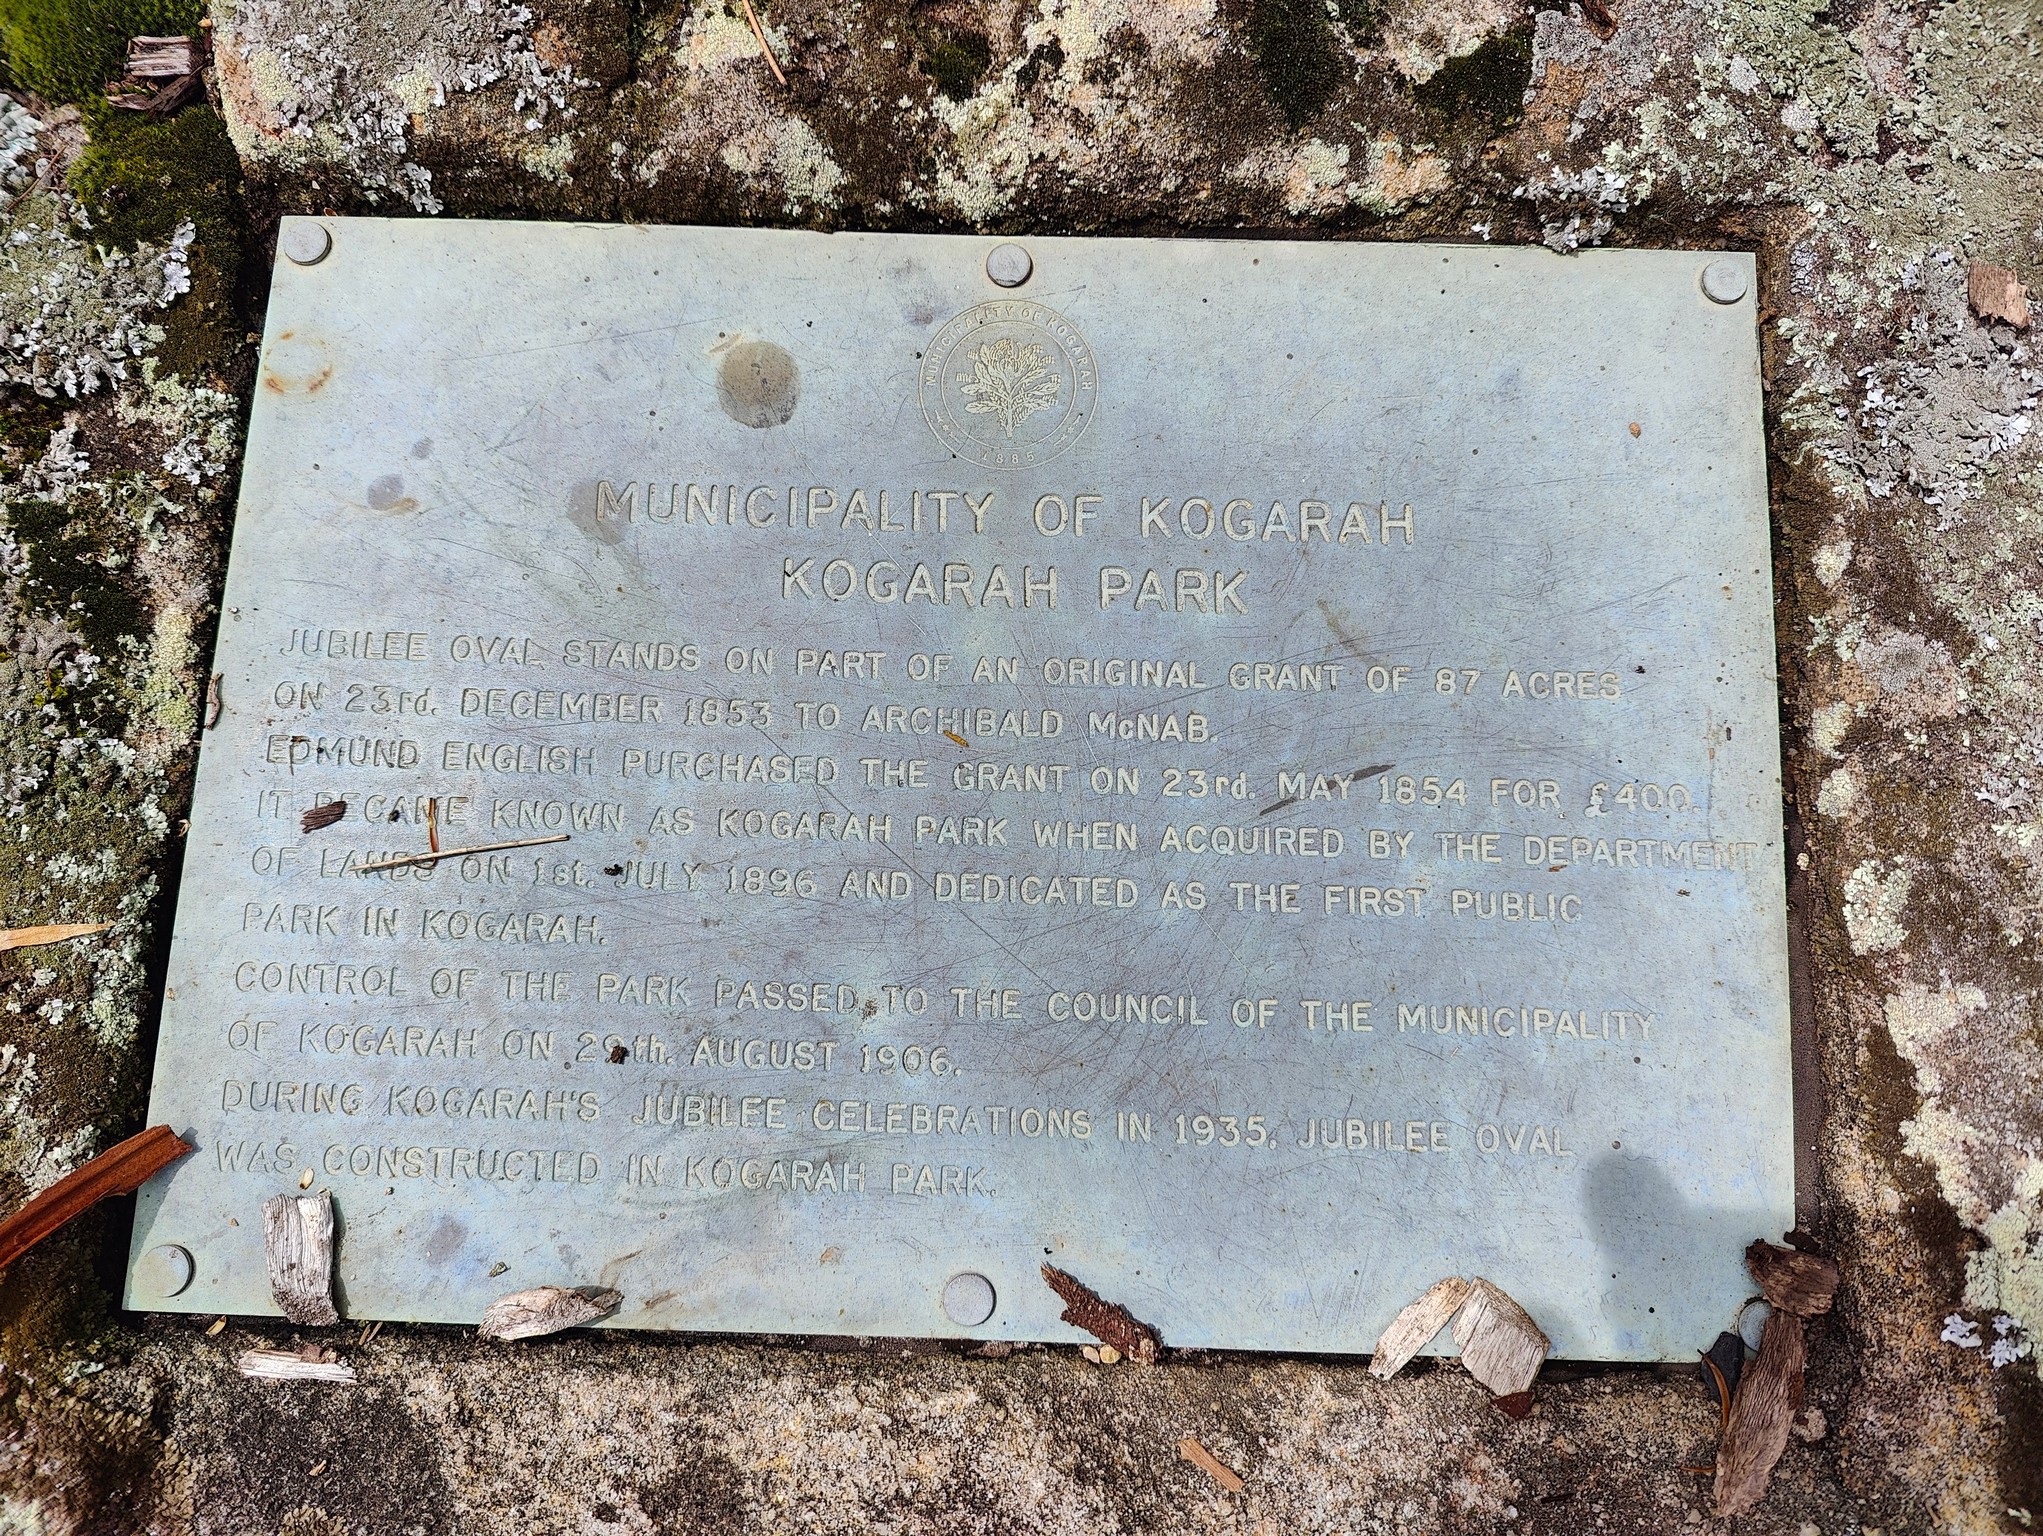 MUNICIPALITY OF KOGARAH
1885
MUNICIPALITY OF KOGARAH
KOGARAH PARK
JUBILEE OVAL STANDS ON PART OF AN ORIGINAL GRANT OF 87 ACRES
ON 23rd. DECEMBER 1853 TO ARCHIBALD McNAB.
EDMUND ENGLISH PURCHASED THE GRANT ON 23rd. MAY 1854 FOR £400.
IT BECAME KNOWN AS KOGARAH PARK WHEN ACQUIRED BY THE DEPARTMENT
OF LANDS ON 1st. JULY 1896 AND DEDICATED AS THE FIRST PUBLIC
PARK IN KOGARAH.
CONTROL OF THE PARK PASSED TO THE COUNCIL OF THE MUNICIPALITY
OF KOGARAH ON 29th. AUGUST 1906.
DURING KOGARAH'S JUBILEE CELEBRATIONS IN 1935, JUBILEE OVAL
WAS CONSTRUCTED IN KOGARAH PARK.